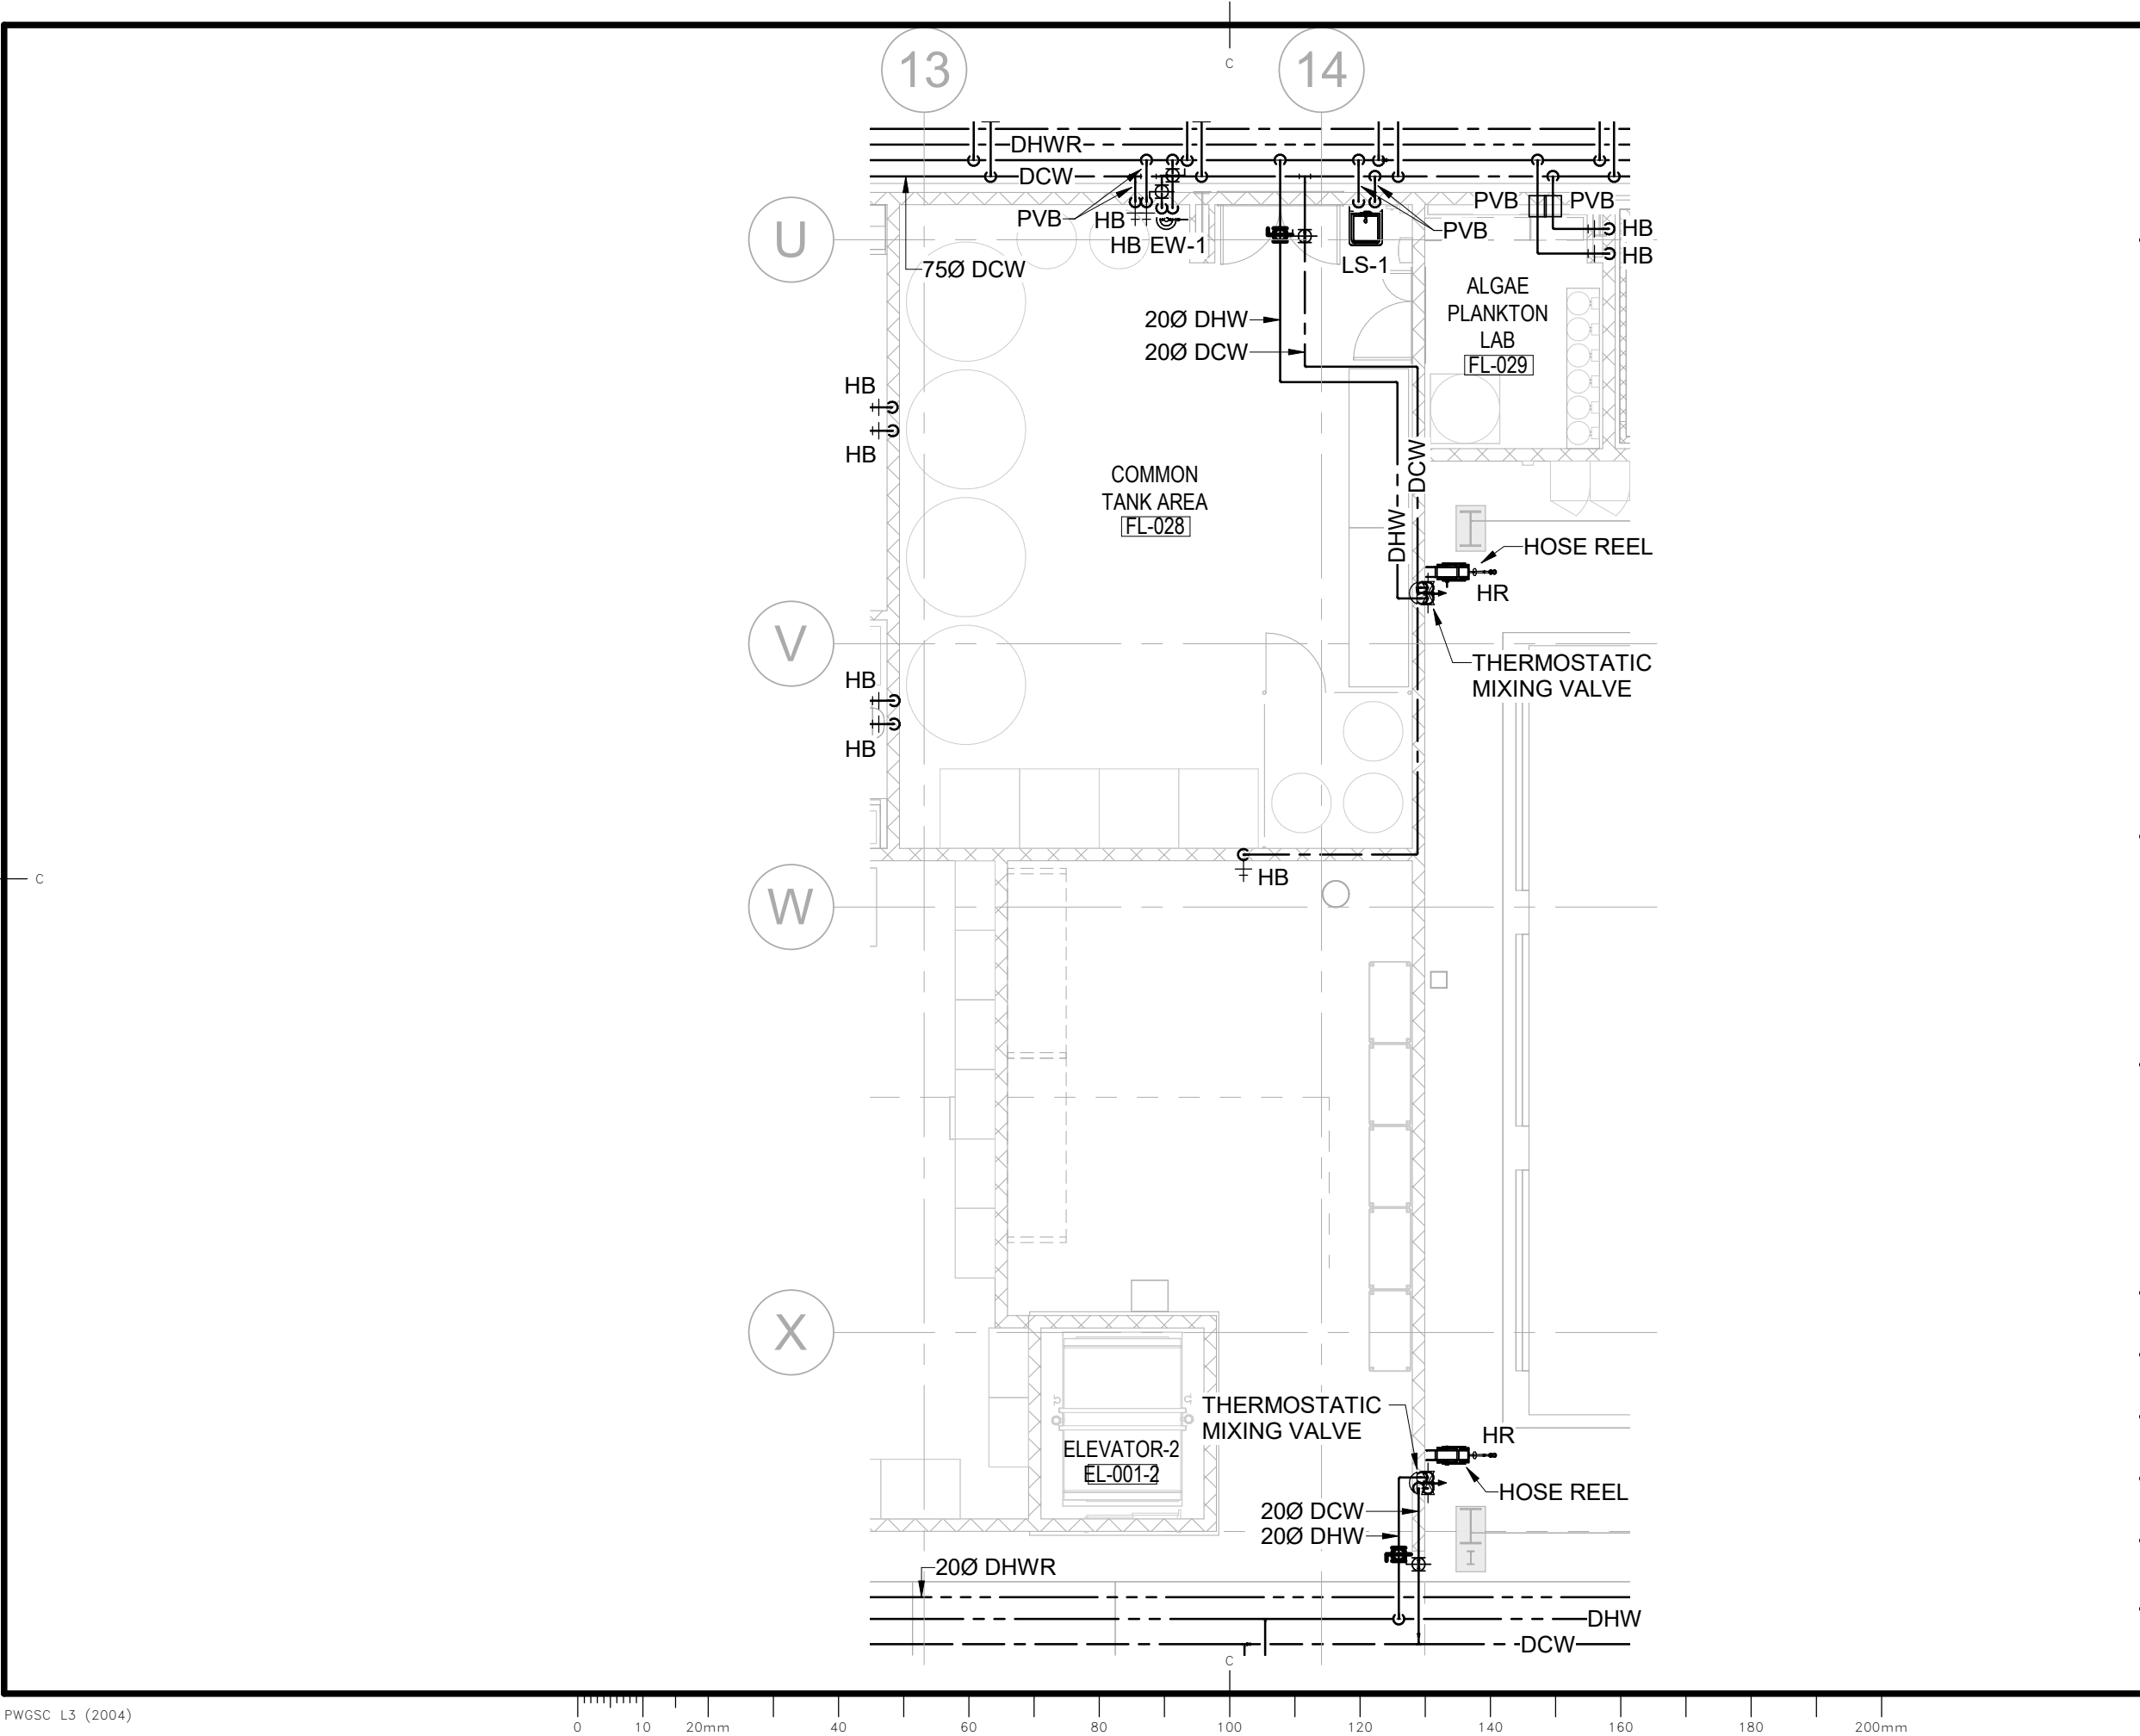 C
13
14
DHWR
DCW
PVB
HB
HB EW-1
LS-1
PVB
PVB
PVB
HB
HB
U
75Ø DCW
20Ø DHW
20Ø DCW
ALGAE
PLANKTON
LAB
FL-029
HB
HB
COMMON
TANK AREA
FL-028
DCW
DHW
HOSE REEL
HR
V
THERMOSTATIC
MIXING VALVE
HB
HB
C
HB
W
X
THERMOSTATIC
MIXING VALVE
HR
ELEVATOR-2
EL-001-2
HOSE REEL
20Ø DCW
20Ø DHW
20Ø DHWR
DHW
DCW
C
PWGSC L3 (2004)
0 10 20mm 40 60 80 100 120 140 160 180 200mm